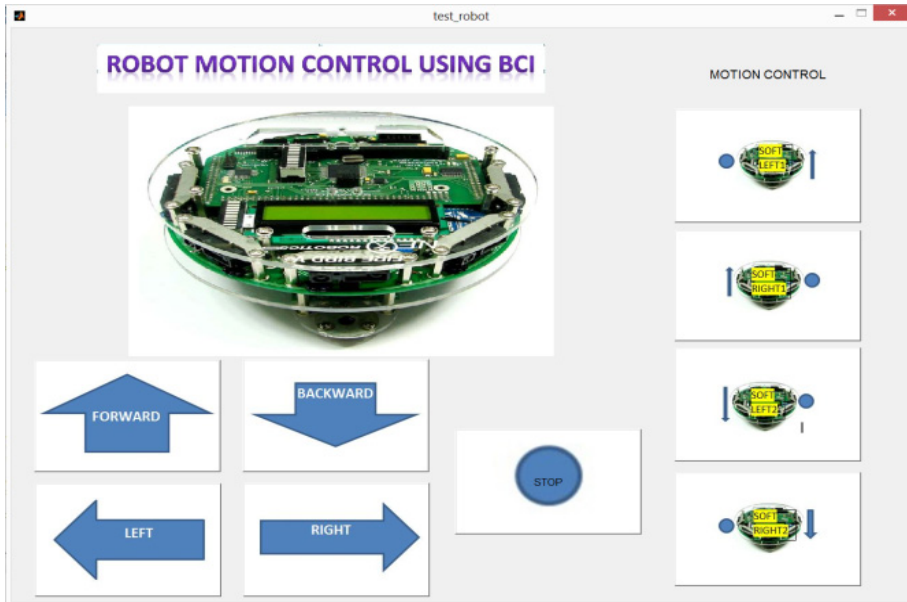 test_robot
ROBOT MOTION CONTROL USING BCI
MOTION CONTROL
SOFT
LEFT1
SOFT
RIGHT1
SOFT
LEFT2
SOFT
RIGHT2
FORWARD
BACKWARD
LEFT
RIGHT
STOP